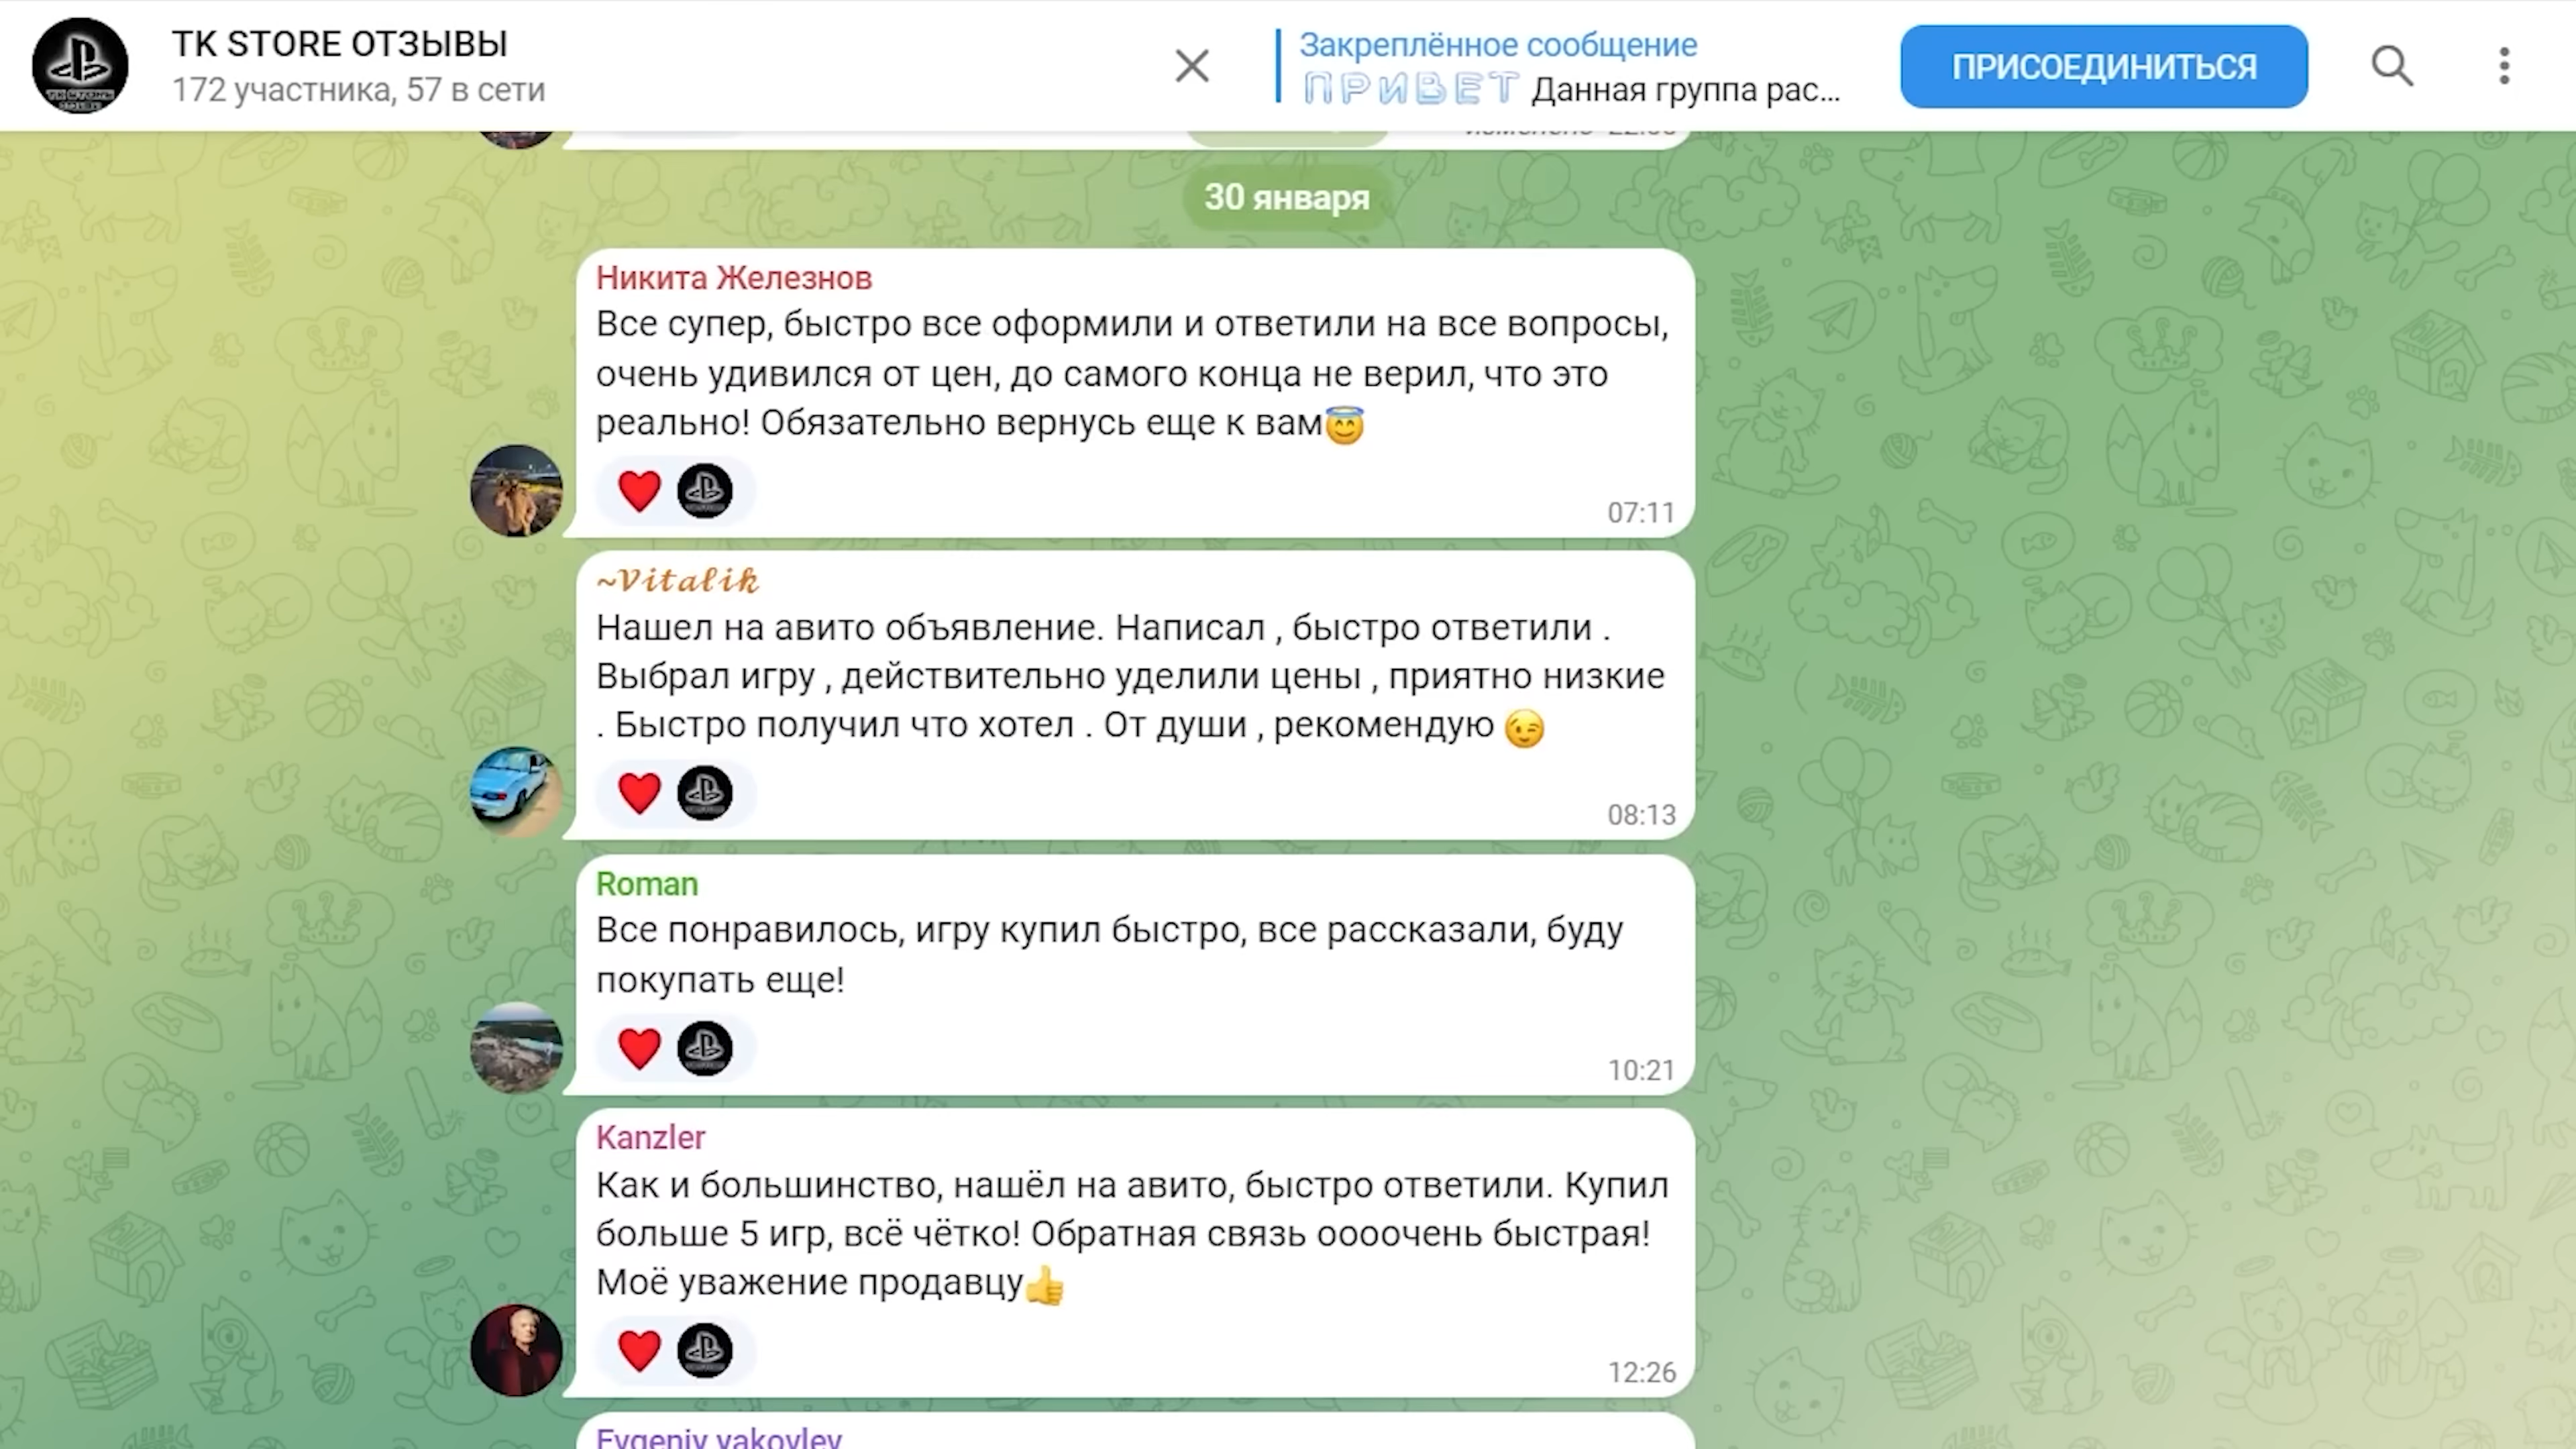 TK STORE ОТЗЫВЫ
172 участника, 57 в сети
Закреплённое сообщение
ПРИВЕТ Данная группа рас...
ПРИСОЕДИНИТЬСЯ
изменено 22:
30 января
Никита Железнов
Все супер, быстро все оформили и ответили на все вопросы,
очень удивился от цен, до самого конца не верил, что это
реально! Обязательно вернусь еще к вам😇
07:11
~𝓥𝓲𝓽𝓪𝓵𝓲𝓴
Нашел на авито объявление. Написал , быстро ответили .
Выбрал игру , действительно уделили цены , приятно низкие
. Быстро получил что хотел . От души , рекомендую 😉
08:13
Roman
Все понравилось, игру купил быстро, все рассказали, буду
покупать еще!
10:21
Kanzler
Как и большинство, нашёл на авито, быстро ответили. Купил
больше 5 игр, всё чётко! Обратная связь оооочень быстрая!
Моё уважение продавцу👍
12:26
Evgeniy yakovlev